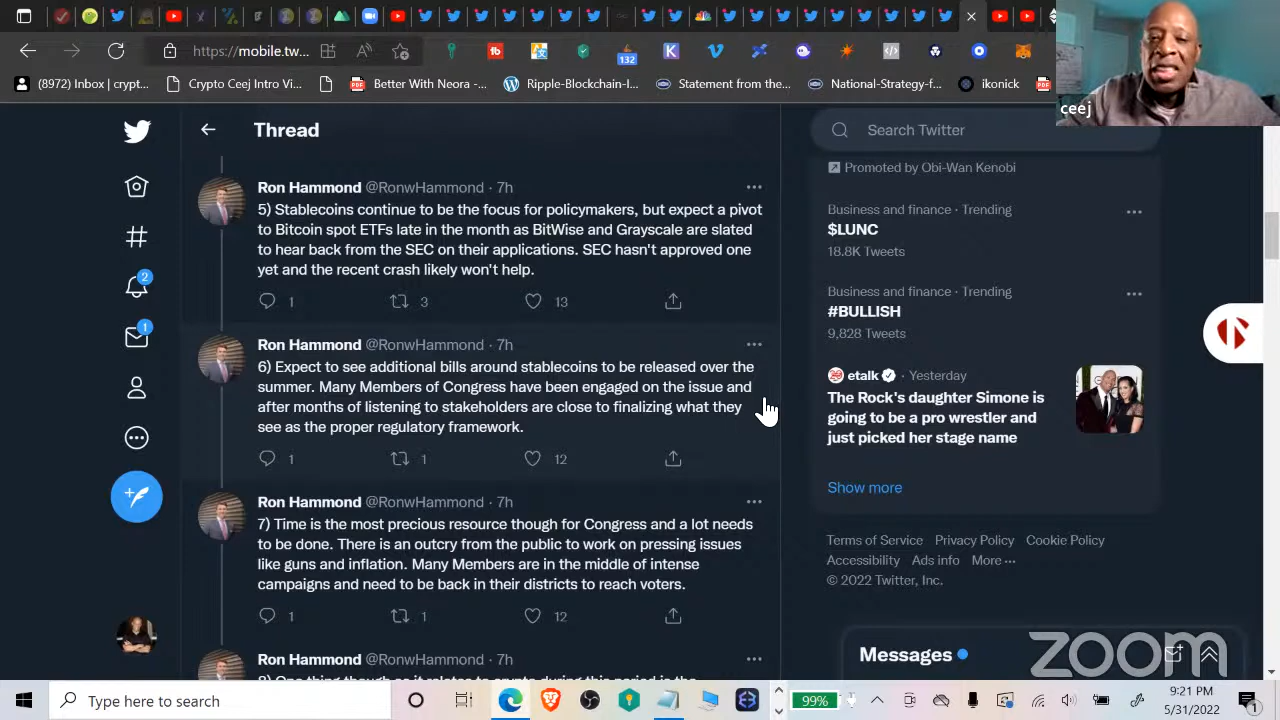 https://mobile.tw...
132
(8972) Inbox | crypt...
Crypto Ceej Intro Vi...
PDF
Better With Neon-...
Ripple-Blockchain-I...
Statement from the...
National-Strategy-f...
ikonick
PDF
ceej
Thread
Search Twitter
Ron Hammond @RonwHammond · 7h
5) Stablecoins continue to be the focus for policymakers, but expect a pivot
to Bitcoin spot ETFs late in the month as BitWise and Grayscale are slated
to hear back from the SEC on their applications. SEC hasn't approved one
yet and the recent crash likely won't help.
1 3 13
Ron Hammond @RonwHammond · 7h
6) Expect to see additional bills around stablecoins to be released over the
summer. Many Members of Congress have been engaged on the issue and
after months of listening to stakeholders are close to finalizing what they
see as the proper regulatory framework.
1 1 12
Ron Hammond @RonwHammond · 7h
7) Time is the most precious resource though for Congress and a lot needs
to be done. There is an outcry from the public to work on pressing issues
like guns and inflation. Many Members are in the middle of intense
campaigns and need to be back in their districts to reach voters.
1 1 12
Ron Hammond @RonwHammond · 7h
2
1
Promoted by Obi-Wan Kenobi
Business and finance · Trending
$LUNC
18.8K Tweets
Business and finance · Trending
#BULLISH
9,828 Tweets
etalk · Yesterday
The Rock's daughter Simone is
going to be a pro wrestler and
just picked her stage name
Show more
Terms of Service Privacy Policy Cookie Policy
Accessibility Ads info More ···
© 2022 Twitter, Inc.
Messages
zoom
Type here to search
99%
9:21 PM
5/31/2022
1